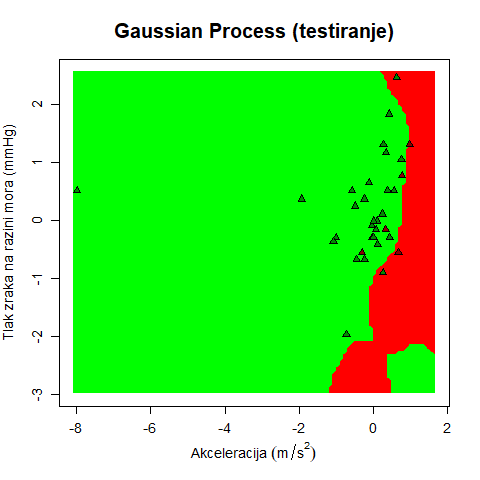 Gaussian Process (testiranje)
Tlak zraka na razini mora (mmHg)
2
1
0
-1
-2
-3
-8 -6 -4 -2 0 2
Akceleracija (m/s²)